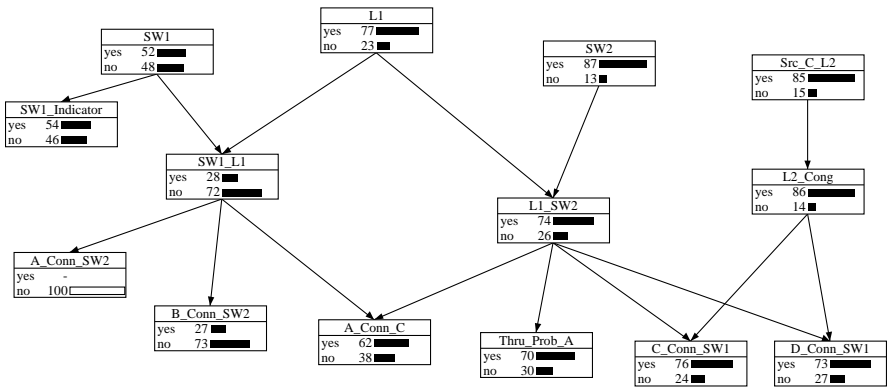 L1
yes 77
no 23
SW1
yes 52
no 48
SW2
yes 87
no 13
Src_C_L2
yes 85
no 15
SW1_Indicator
yes 54
no 46
SW1_L1
yes 28
no 72
L2_Cong
yes 86
no 14
L1_SW2
yes 74
no 26
A_Conn_SW2
yes -
no 100
B_Conn_SW2
yes 27
no 73
A_Conn_C
yes 62
no 38
Thru_Prob_A
yes 70
no 30
C_Conn_SW1
yes 76
no 24
D_Conn_SW1
yes 73
no 27